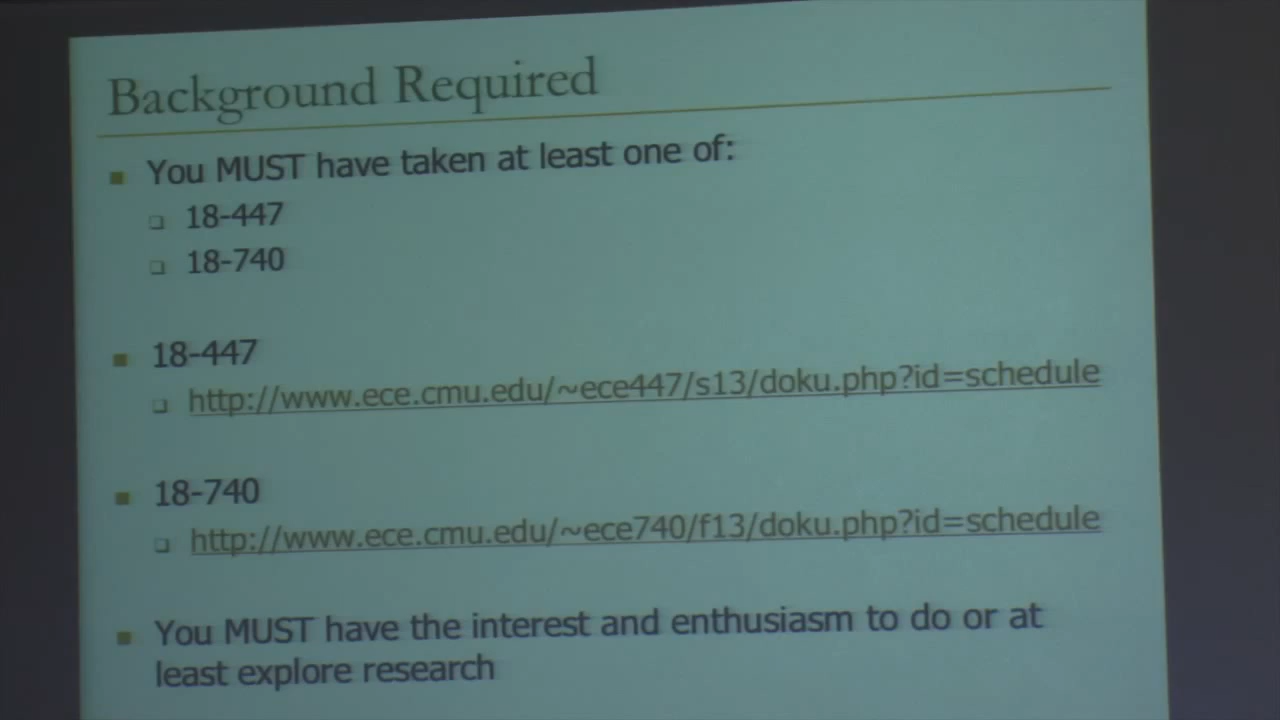 Background Required
You MUST have taken at least one of:
18-447
18-740
18-447
http://www.ece.cmu.edu/~ece447/s13/doku.php?id=schedule
18-740
http://www.ece.cmu.edu/~ece740/f13/doku.php?id=schedule
You MUST have the interest and enthusiasm to do or at
least explore research